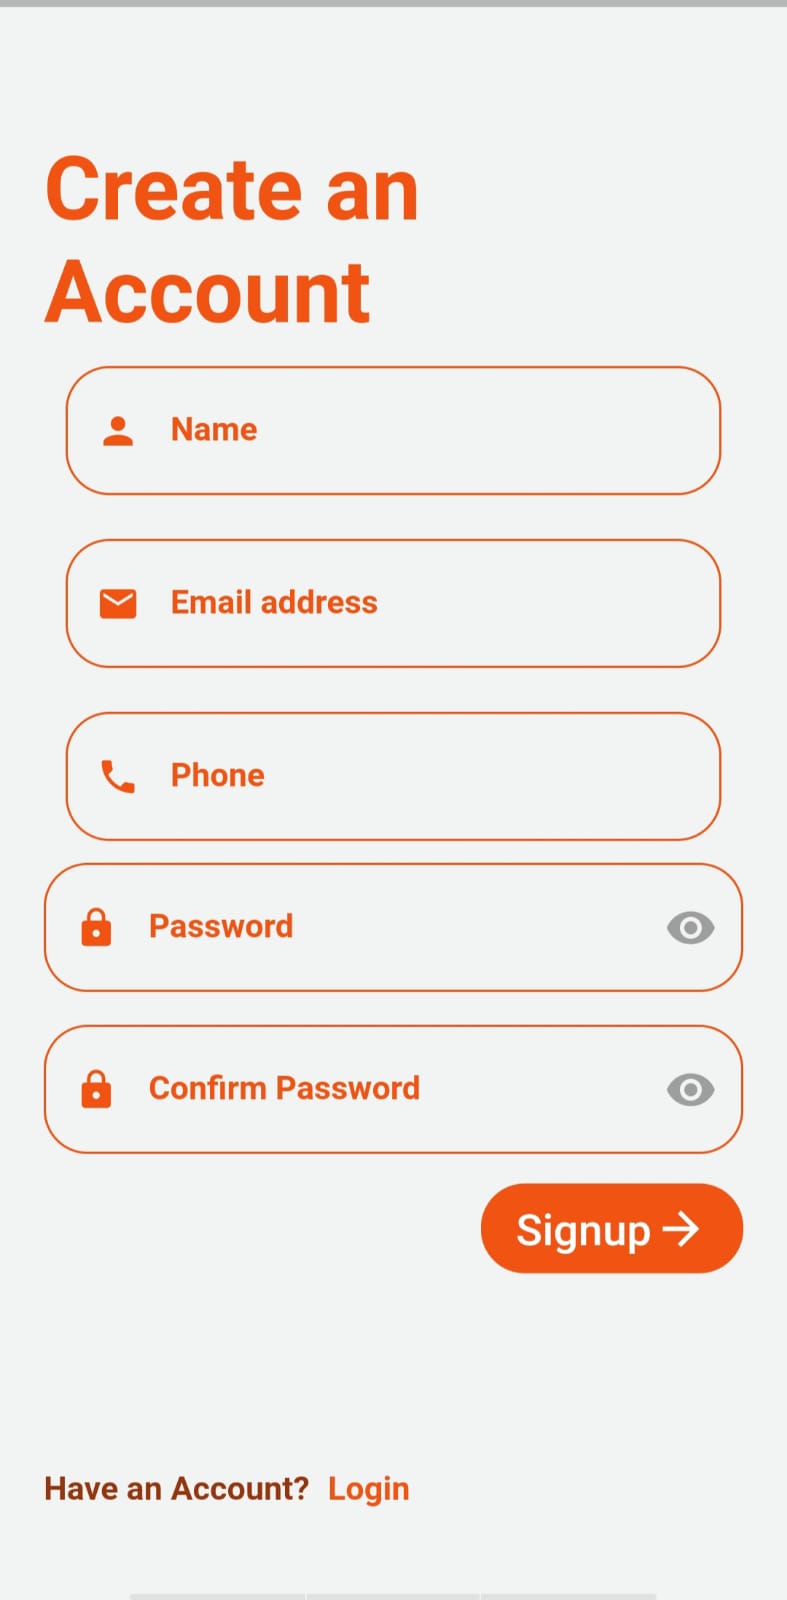 Create an
Account
Name
Email address
Phone
Password
Confirm Password
Signup
Have an Account? Login